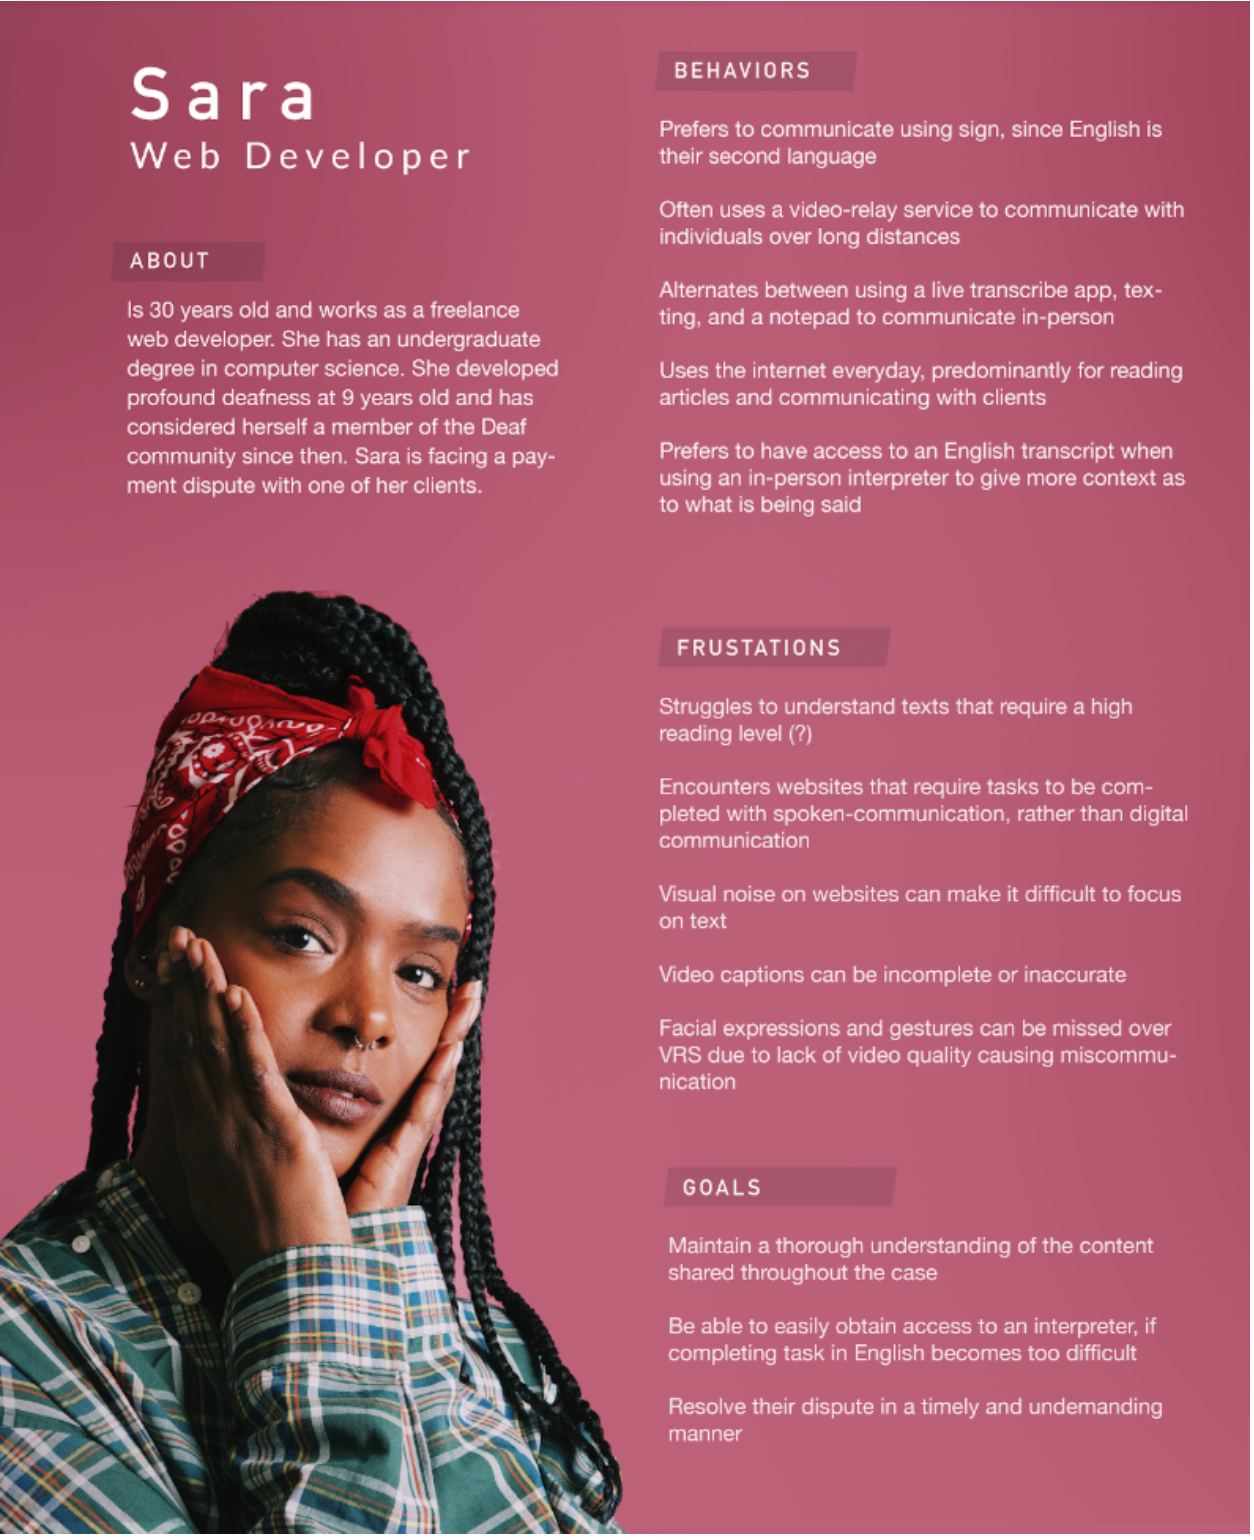 Sara
Web Developer
ABOUT
Is 30 years old and works as a freelance
web developer. She has an undergraduate
degree in computer science. She developed
profound deafness at 9 years old and has
considered herself a member of the Deaf
community since then. Sara is facing a pay-
ment dispute with one of her clients.
BEHAVIORS
Prefers to communicate using sign, since English is
their second language
Often uses a video-relay service to communicate with
individuals over long distances
Alternates between using a live transcribe app, tex-
ting, and a notepad to communicate in-person
Uses the internet everyday, predominantly for reading
articles and communicating with clients
Prefers to have access to an English transcript when
using an in-person interpreter to give more context as
to what is being said
FRUSTATIONS
Struggles to understand texts that require a high
reading level (?)
Encounters websites that require tasks to be com-
pleted with spoken-communication, rather than digital
communication
Visual noise on websites can make it difficult to focus
on text
Video captions can be incomplete or inaccurate
Facial expressions and gestures can be missed over
VRS due to lack of video quality causing miscommu-
nication
GOALS
Maintain a thorough understanding of the content
shared throughout the case
Be able to easily obtain access to an interpreter, if
completing task in English becomes too difficult
Resolve their dispute in a timely and undemanding
manner